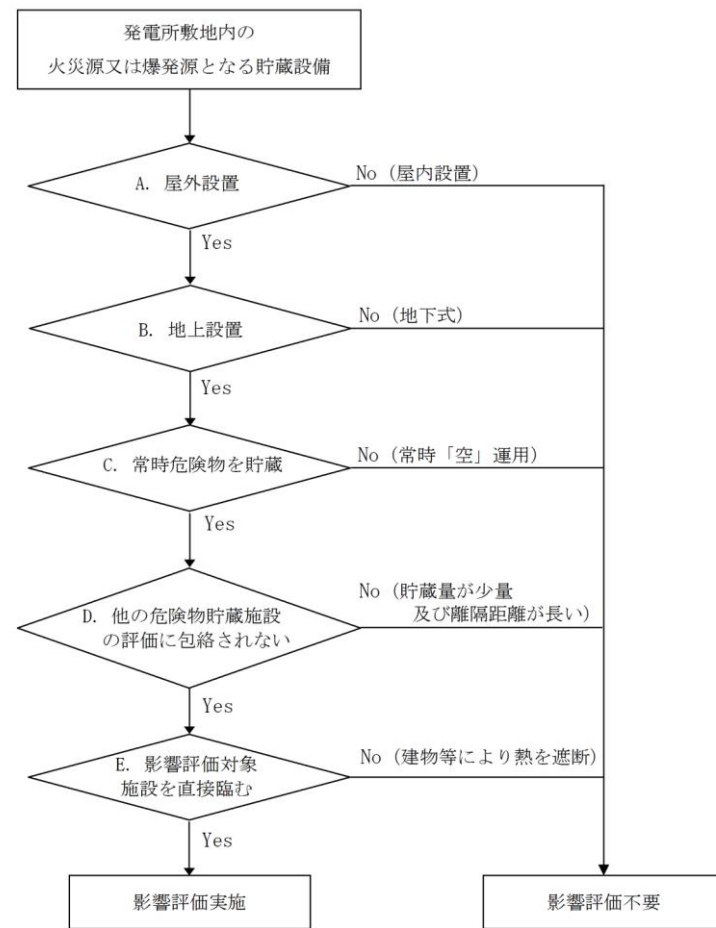 発電所敷地内の
火災源又は爆発源となる貯蔵設備
A. 屋外設置
No (屋内設置)
Yes
B. 地上設置
No (地下式)
Yes
C. 常時危険物を貯蔵
No (常時「空」運用)
Yes
D. 他の危険物貯蔵施設
の評価に包絡されない
No (貯蔵量が少量
及び離隔距離が長い)
Yes
E. 影響評価対象
施設を直接臨む
No (建物等により熱を遮断)
Yes
影響評価実施
影響評価不要